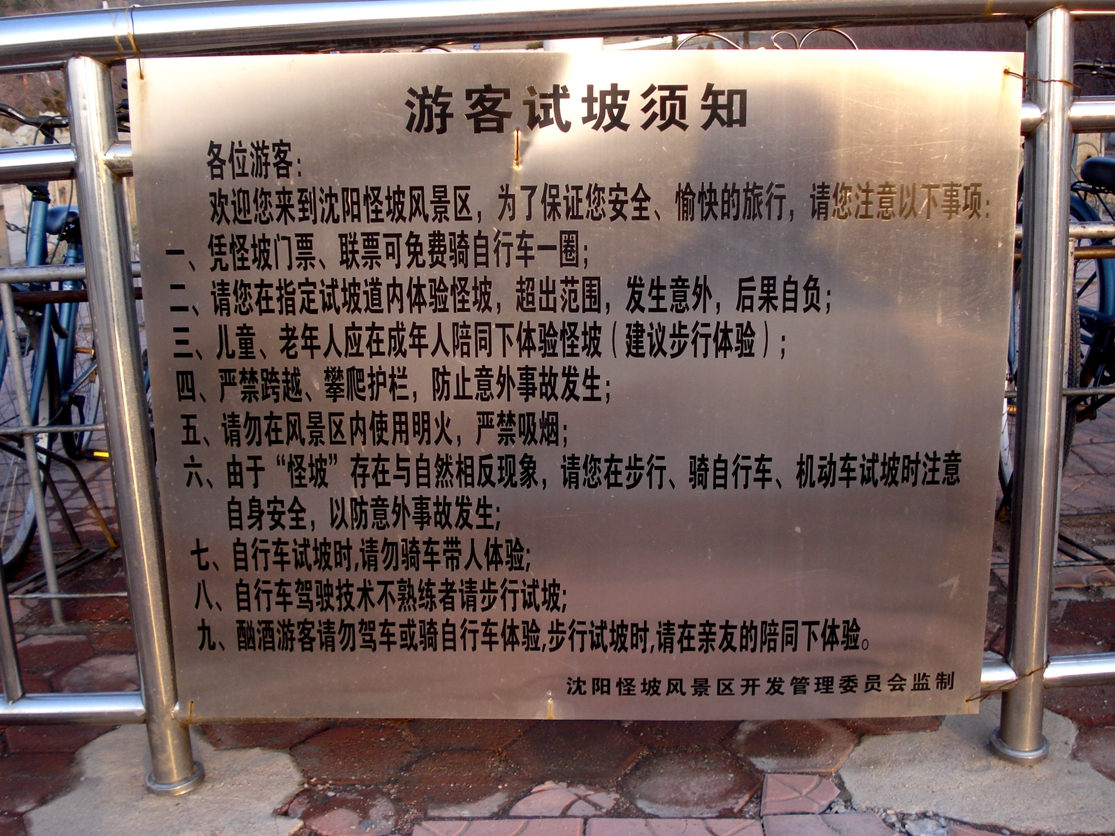 游客试坡须知
各位游客：
欢迎您来到沈阳怪坡风景区，为了保证您安全、愉快的旅行，请您注意以下事项：
一、凭怪坡门票、联票可免费骑自行车一圈；
二、请您在指定试坡道内体验怪坡，超出范围，发生意外，后果自负；
三、儿童、老年人应在成年人陪同下体验怪坡（建议步行体验）；
四、严禁跨越、攀爬护栏，防止意外事故发生；
五、请勿在风景区内使用明火，严禁吸烟；
六、由于“怪坡”存在与自然相反现象，请您在步行、骑自行车、机动车试坡时注意
自身安全，以防意外事故发生；
七、自行车试坡时,请勿骑车带人体验;
八、自行车驾驶技术不熟练者请步行试坡;
九、酗酒游客请勿驾车或骑自行车体验,步行试坡时,请在亲友的陪同下体验。
沈阳怪坡风景区开发管理委员会监制